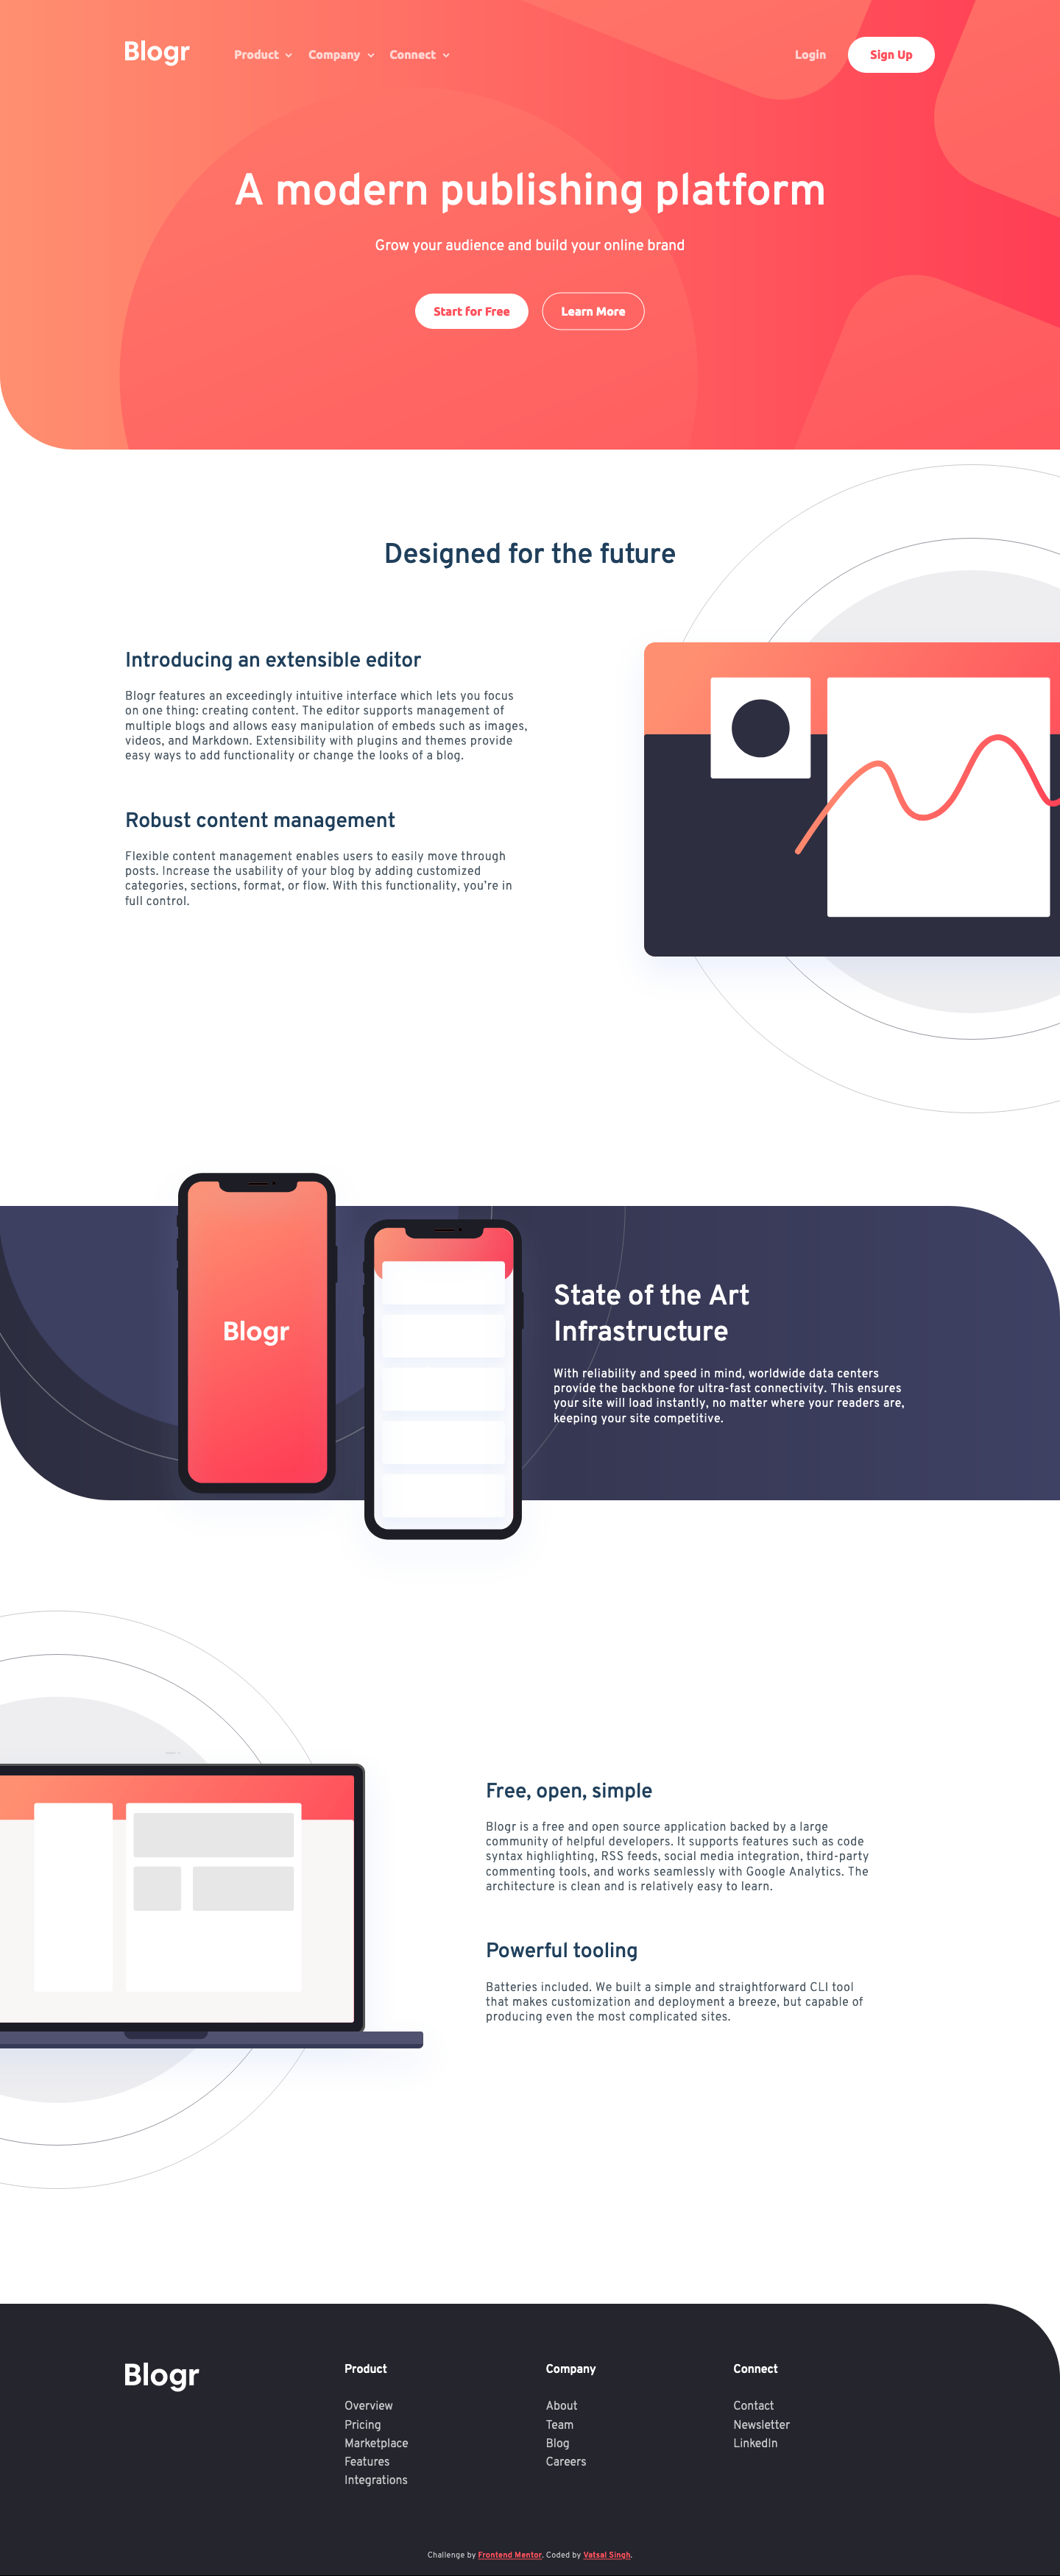 Blogr
Product Company Connect
Login Sign Up
A modern publishing platform
Grow your audience and build your online brand
Start for Free Learn More
Designed for the future
Introducing an extensible editor
Blogr features an exceedingly intuitive interface which lets you focus
on one thing: creating content. The editor supports management of
multiple blogs and allows easy manipulation of embeds such as images,
videos, and Markdown. Extensibility with plugins and themes provide
easy ways to add functionality or change the looks of a blog.
Robust content management
Flexible content management enables users to easily move through
posts. Increase the usability of your blog by adding customized
categories, sections, format, or flow. With this functionality, you’re in
full control.
Blogr
State of the Art
Infrastructure
With reliability and speed in mind, worldwide data centers
provide the backbone for ultra-fast connectivity. This ensures
your site will load instantly, no matter where your readers are,
keeping your site competitive.
Free, open, simple
Blogr is a free and open source application backed by a large
community of helpful developers. It supports features such as code
syntax highlighting, RSS feeds, social media integration, third-party
commenting tools, and works seamlessly with Google Analytics. The
architecture is clean and is relatively easy to learn.
Powerful tooling
Batteries included. We built a simple and straightforward CLI tool
that makes customization and deployment a breeze, but capable of
producing even the most complicated sites.
Blogr
Product
Overview
Pricing
Marketplace
Features
Integrations
Company
About
Team
Blog
Careers
Connect
Contact
Newsletter
LinkedIn
Challenge by Frontend Mentor. Coded by Vatsal Singh.